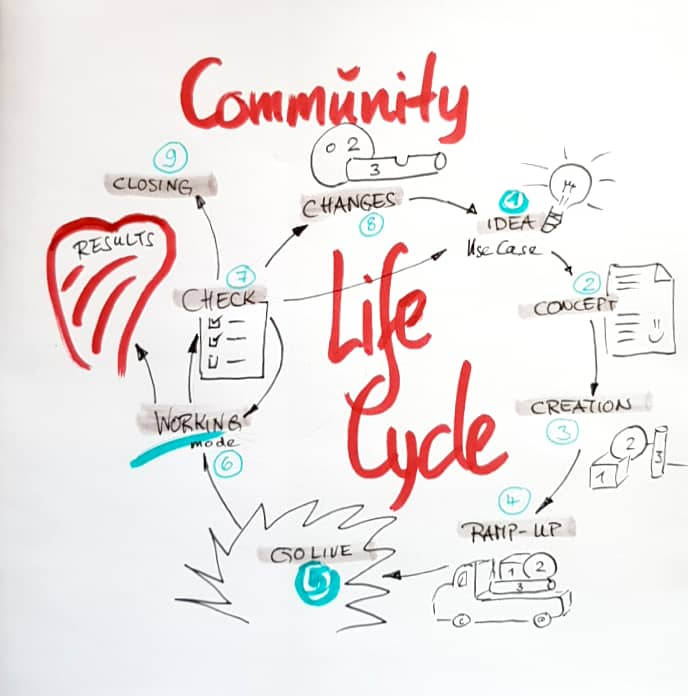 Community
Life
Cycle
1
IDEA
Use Case
2
CONCEPT
CREATION
3
1 2 3
4
RAMP-UP
1 2
3
GO LIVE
5
WORKING
mode
6
RESULTS
7
CHECK
2
3
CHANGES
8
9
CLOSING